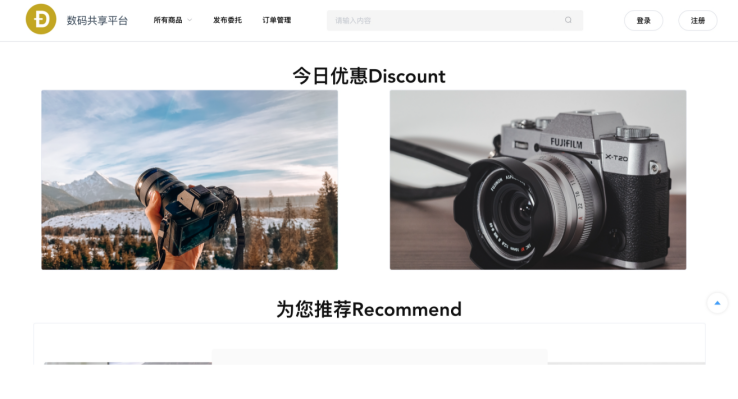 Ð 数码共享平台 所有商品 发布委托 订单管理 请输入内容 登录 注册
今日优惠Discount
FUJIFILM
X-T20
为您推荐Recommend